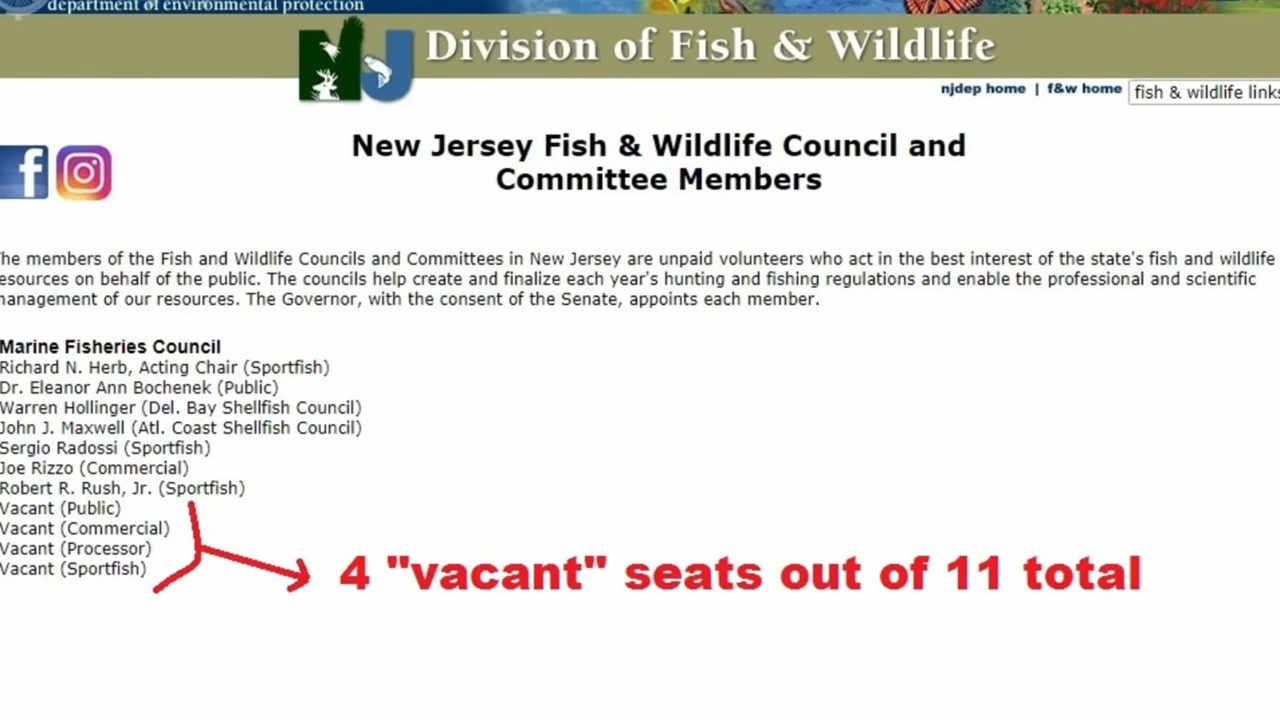 department of environmental protection
NJ
Division of Fish & Wildlife
njdep home | f&w home
fish & wildlife links
New Jersey Fish & Wildlife Council and
Committee Members
The members of the Fish and Wildlife Councils and Committees in New Jersey are unpaid volunteers who act in the best interest of the state's fish and wildlife
resources on behalf of the public. The councils help create and finalize each year's hunting and fishing regulations and enable the professional and scientific
management of our resources. The Governor, with the consent of the Senate, appoints each member.
Marine Fisheries Council
Richard N. Herb, Acting Chair (Sportfish)
Dr. Eleanor Ann Bochenek (Public)
Warren Hollinger (Del. Bay Shellfish Council)
John J. Maxwell (Atl. Coast Shellfish Council)
Sergio Radossi (Sportfish)
Joe Rizzo (Commercial)
Robert R. Rush, Jr. (Sportfish)
Vacant (Public)
Vacant (Commercial)
Vacant (Processor)
Vacant (Sportfish)
4 "vacant" seats out of 11 total